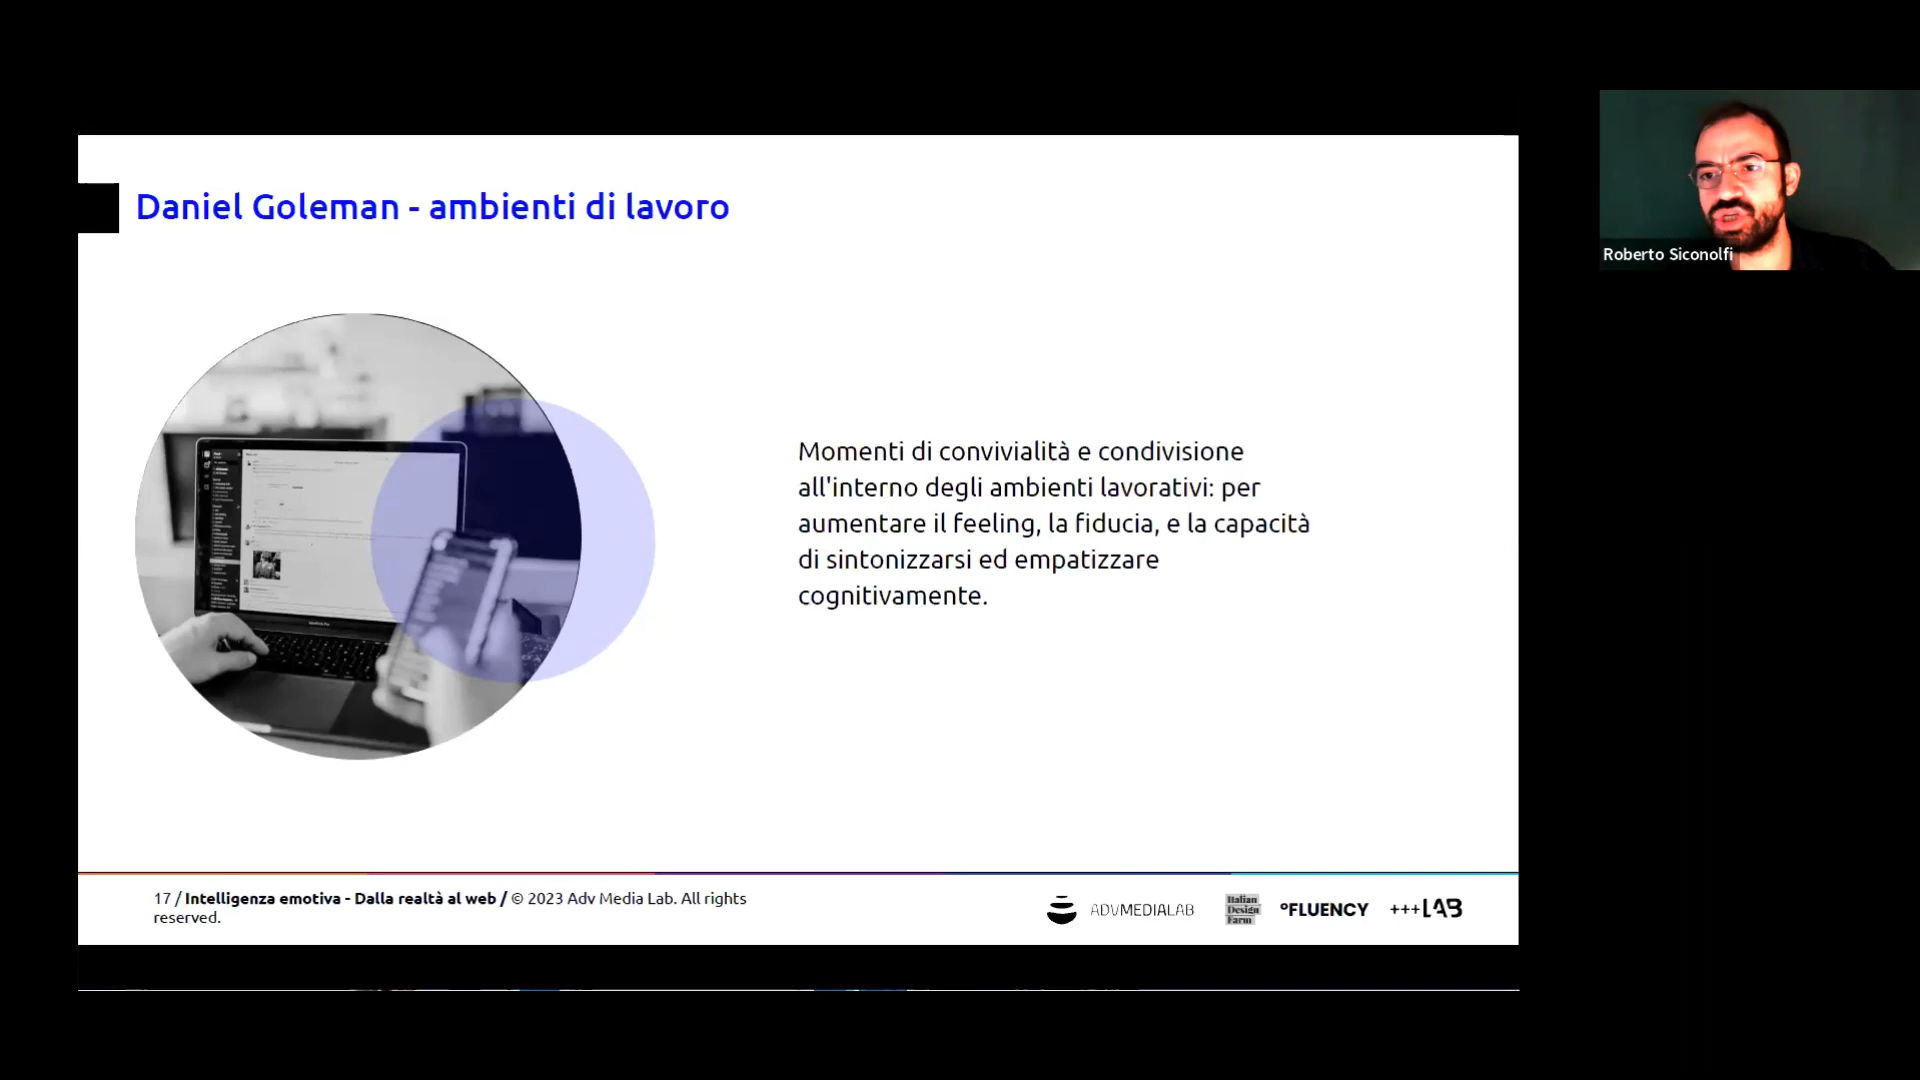 Daniel Goleman - ambienti di lavoro
Roberto Siconolfi
Momenti di convivialità e condivisione
all'interno degli ambienti lavorativi: per
aumentare il feeling, la fiducia, e la capacità
di sintonizzarsi ed empatizzare
cognitivamente.
17 / Intelligenza emotiva - Dalla realtà al web / © 2023 Adv Media Lab. All rights
reserved.
ADVMEDIALAB
Italian
Design
Farm
°FLUENCY
+++LAB